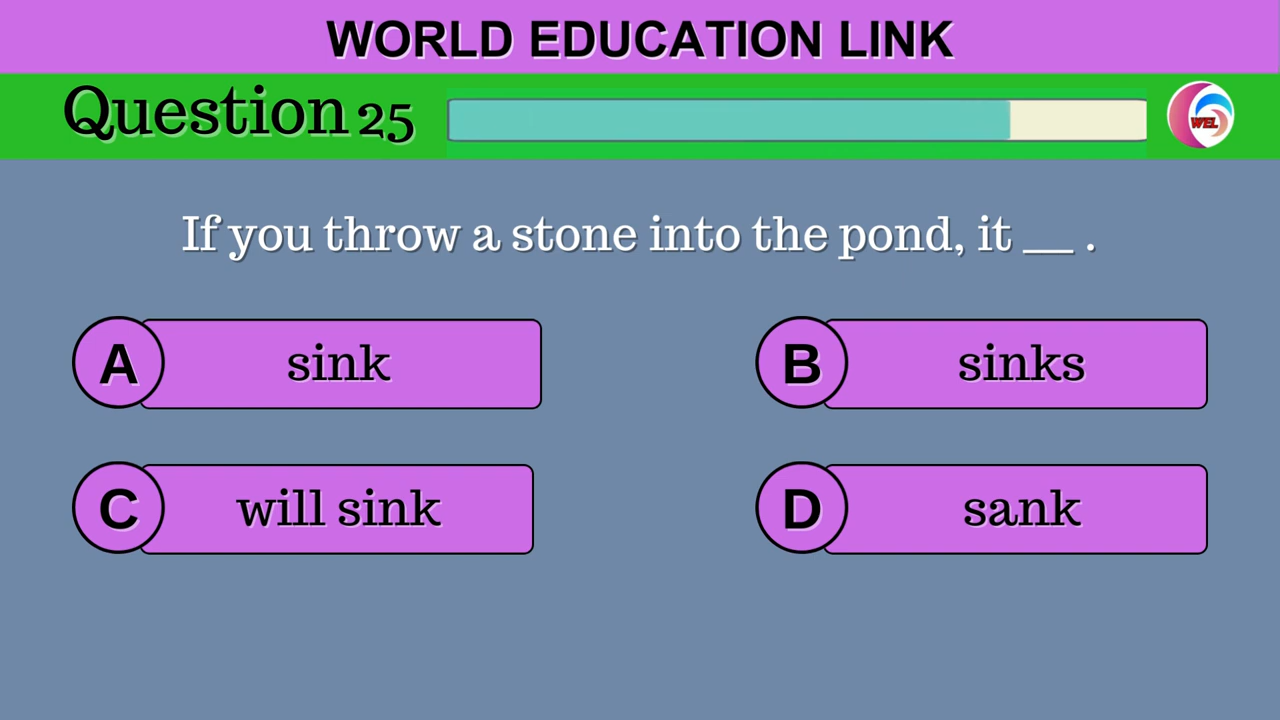 WORLD EDUCATION LINK
Question 25
WEL
If you throw a stone into the pond, it __ .
A sink
B sinks
C will sink
D sank